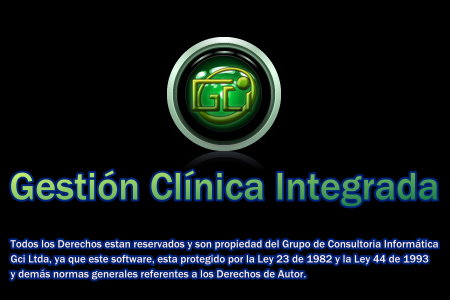 GCi
Gestión Clínica Integrada
Todos los Derechos estan reservados y son propiedad del Grupo de Consultoria Informática
Gci Ltda, ya que este software, esta protegido por la Ley 23 de 1982 y la Ley 44 de 1993
y demás normas generales referentes a los Derechos de Autor.